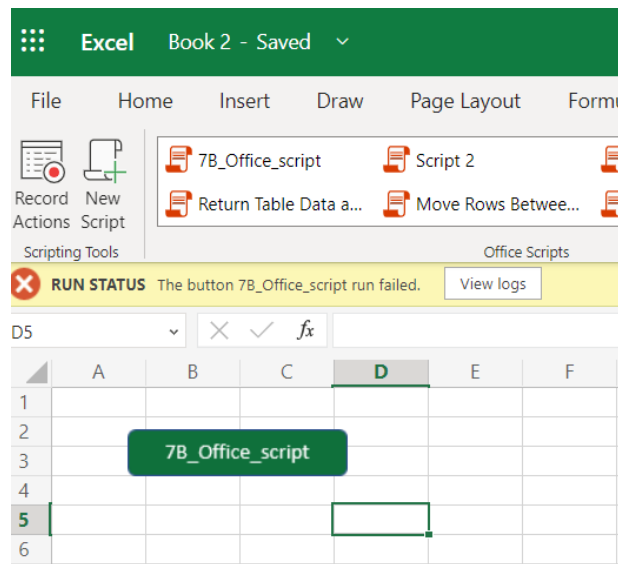 Excel Book 2 - Saved
File Home Insert Draw Page Layout
7B_Office_script Script 2
Record Actions New Script
Return Table Data a... Move Rows Betwee...
Scripting Tools Office Scripts
RUN STATUS The button 7B_Office_script run failed. View logs
D5 fx
A B C D E F
1
2
7B_Office_script
3
4
5
6